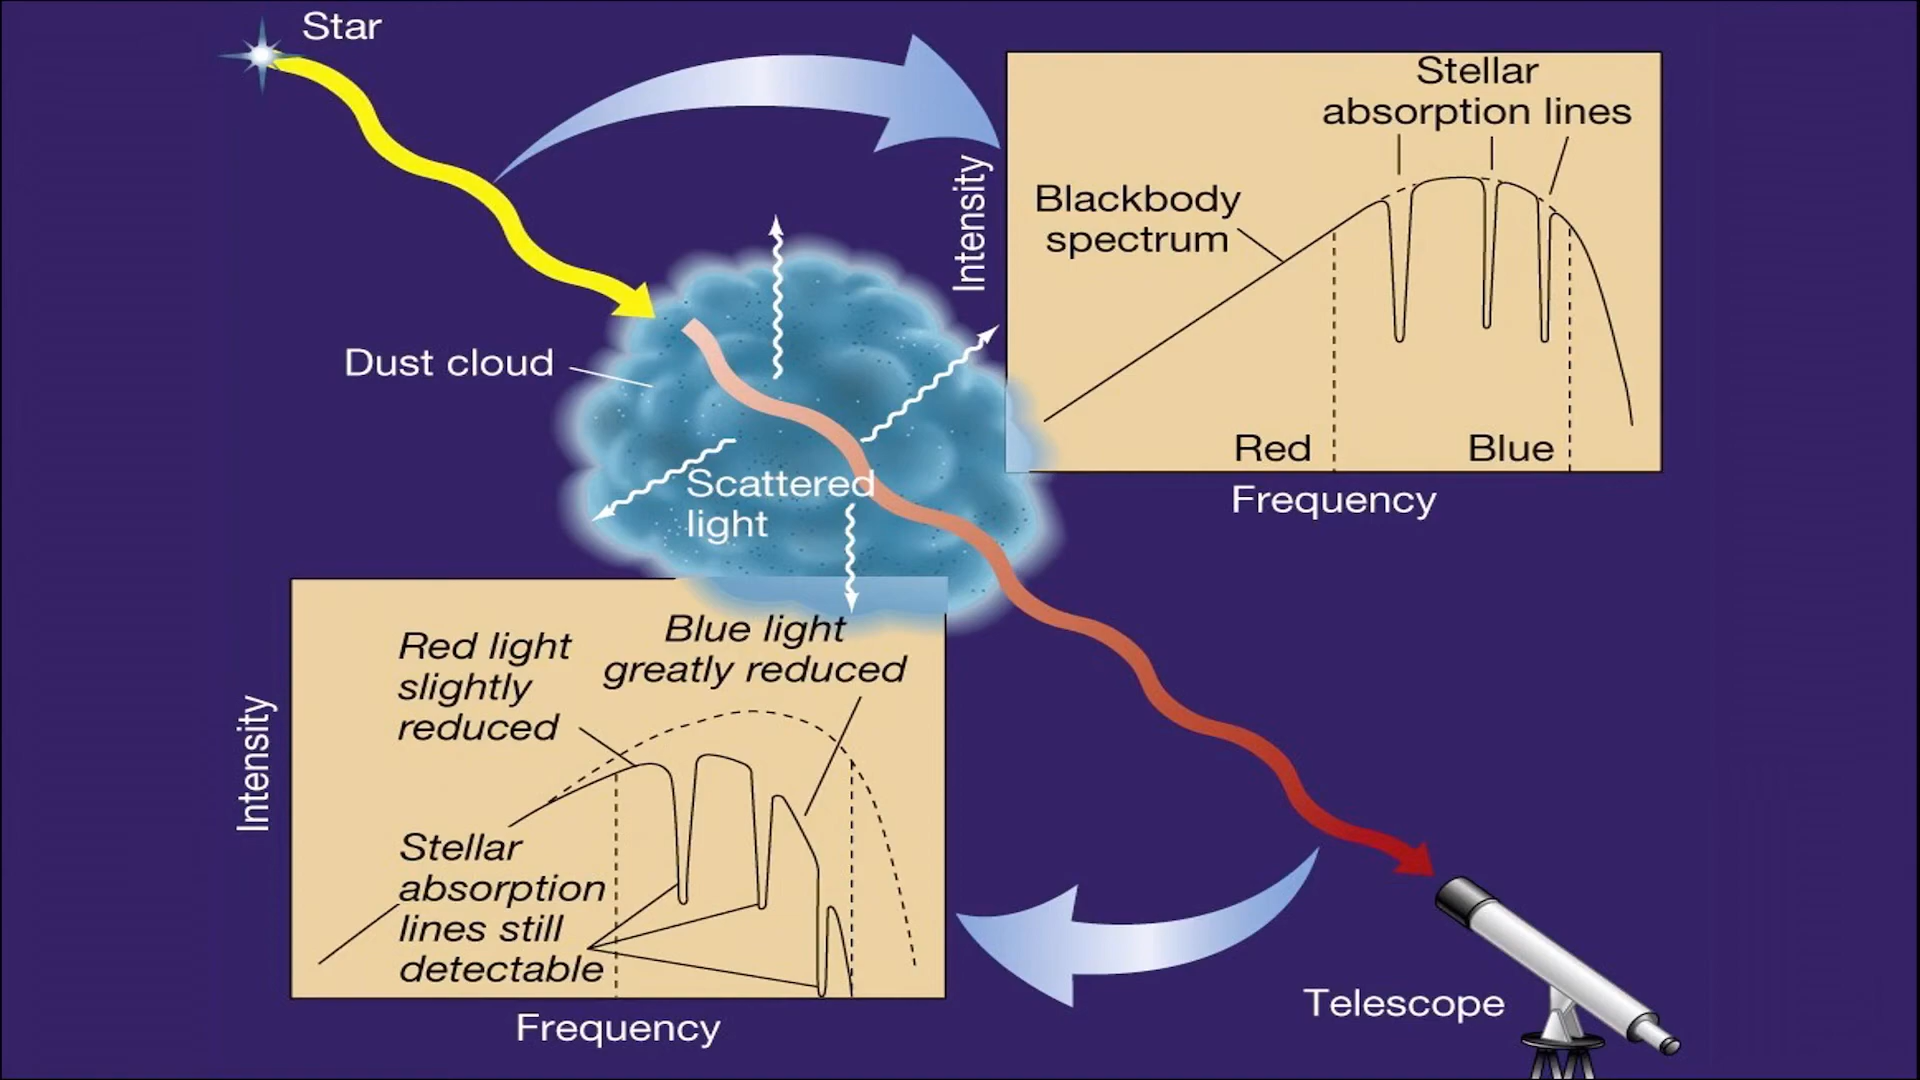 Star
Stellar
absorption lines
Blackbody
spectrum
Intensity
Red
Blue
Frequency
Dust cloud
Scattered
light
Red light
slightly
reduced
Blue light
greatly reduced
Intensity
Stellar
absorption
lines still
detectable
Frequency
Telescope